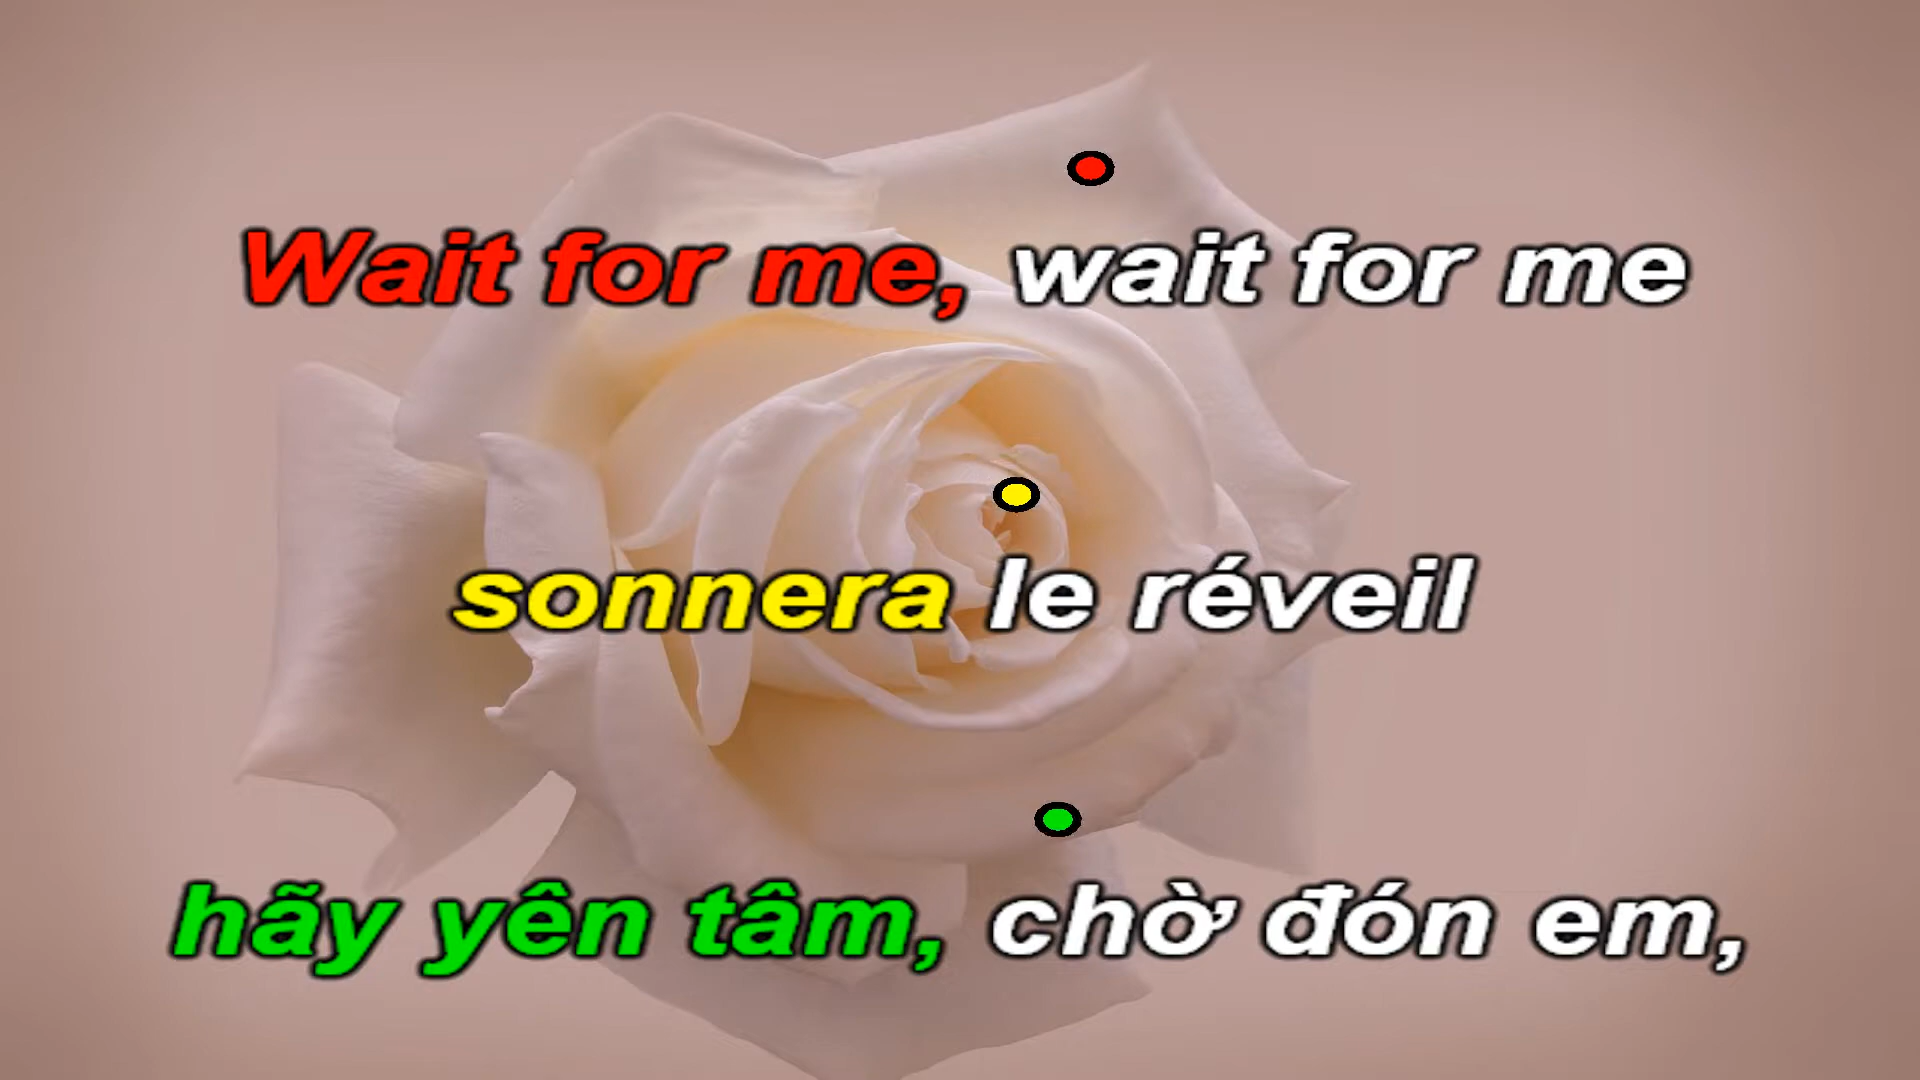 Wait for me, wait for me
sonnera le réveil
hãy yên tâm, chờ đón em,